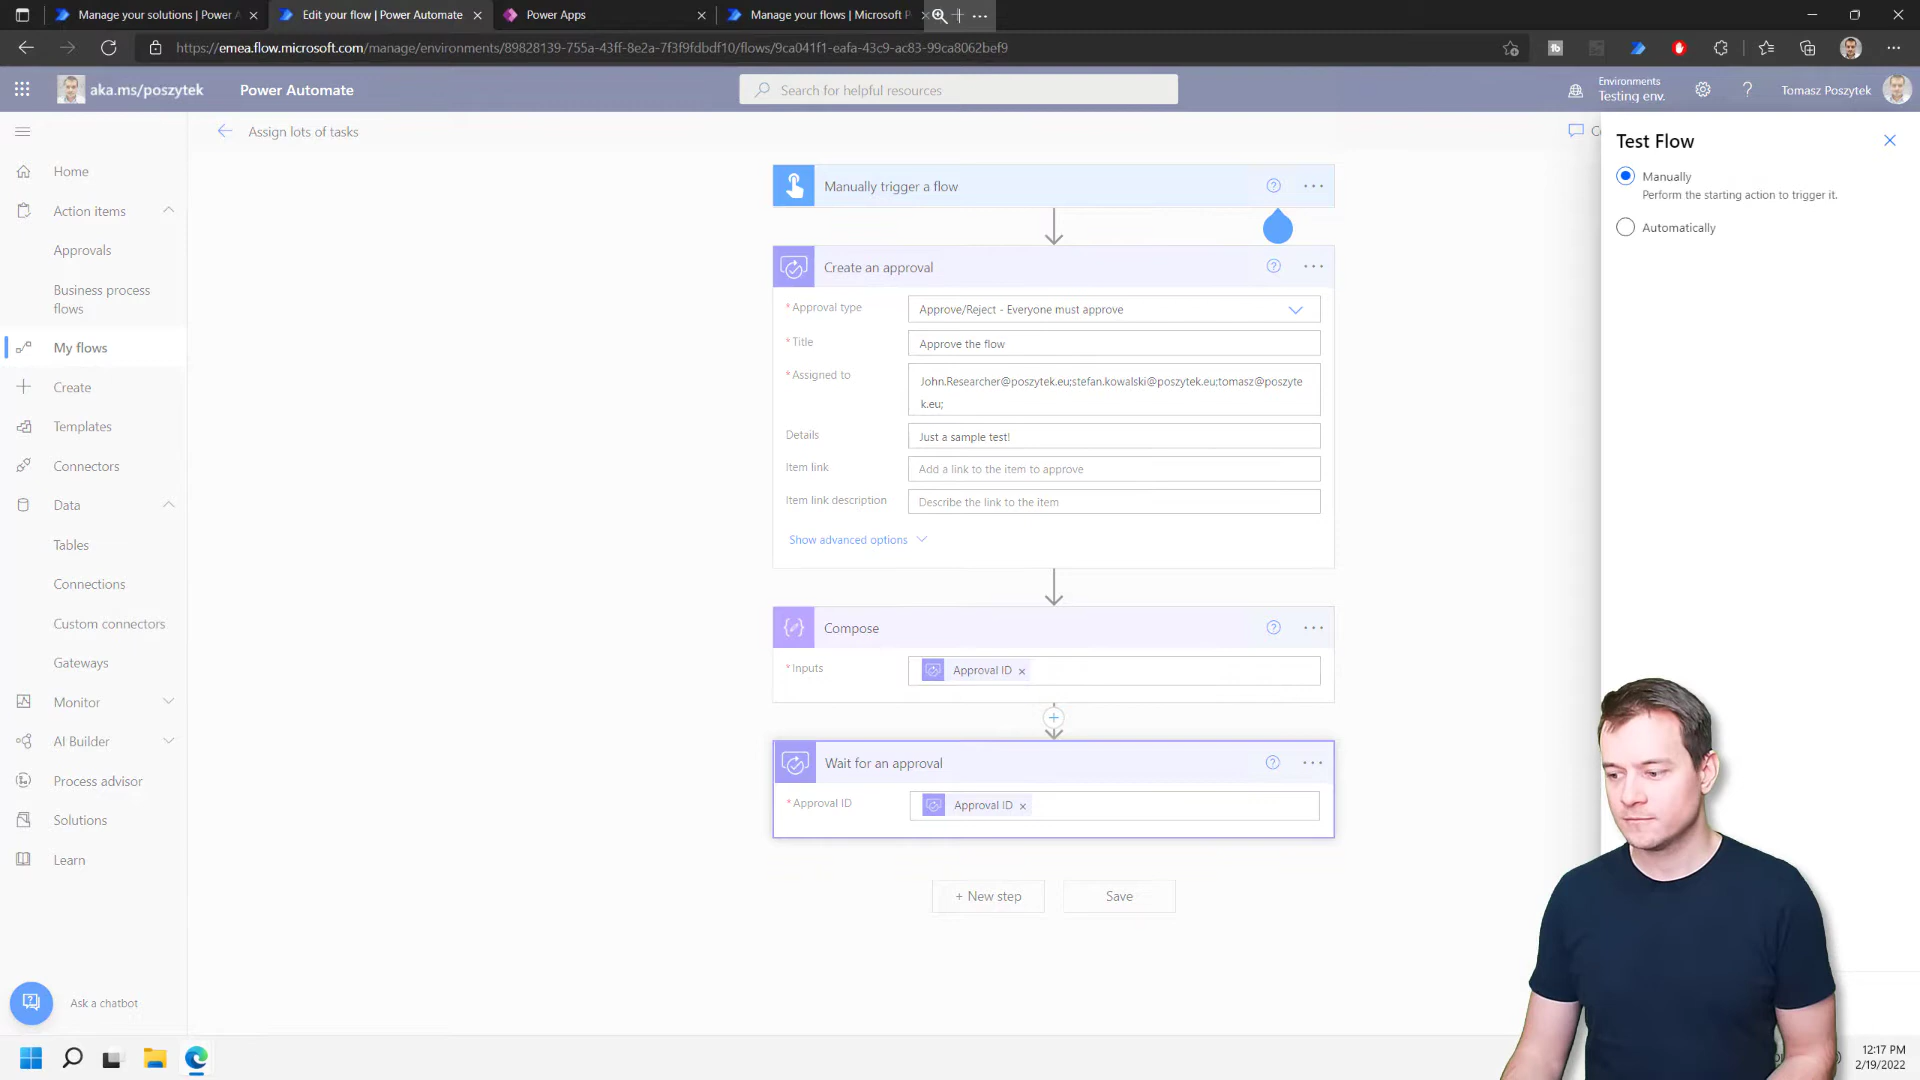 Manage your solutions | Power A
Edit your flow | Power Automate
Power Apps
Manage your flows | Microsoft P
https://emea.flow.microsoft.com/manage/environments/89828139-755a-43ff-8e2a-7f3f9fdbdf10/flows/9ca041f1-eafa-43c9-ac83-99ca8062bef9
aka.ms/poszytek
Power Automate
Search for helpful resources
Environments
Testing env.
Tomasz Poszytek
Assign lots of tasks
Home
Action items
Approvals
Business process
flows
My flows
Create
Templates
Connectors
Data
Tables
Connections
Custom connectors
Gateways
Monitor
AI Builder
Process advisor
Solutions
Learn
Ask a chatbot
Manually trigger a flow
Create an approval
* Approval type
Approve/Reject - Everyone must approve
* Title
Approve the flow
* Assigned to
John.Researcher@poszytek.eu;stefan.kowalski@poszytek.eu;tomasz@poszyte
k.eu;
Details
Just a sample test!
Item link
Add a link to the item to approve
Item link description
Describe the link to the item
Show advanced options
Compose
* Inputs
Approval ID
Wait for an approval
* Approval ID
Approval ID
+ New step
Save
Test Flow
Manually
Perform the starting action to trigger it.
Automatically
12:17 PM
2/19/2022